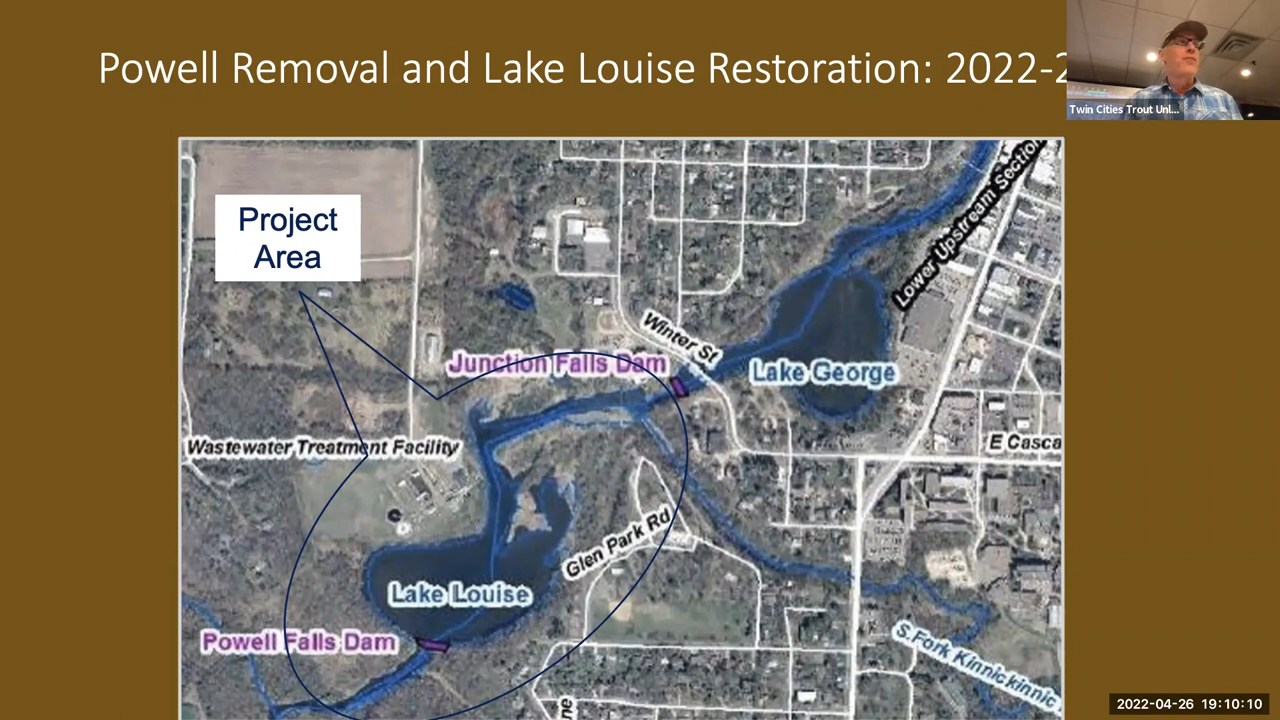 Powell Removal and Lake Louise Restoration: 2022-2
Twin Cities Trout Unl...
Project
Area
Lower Upstream Section
Winter St
Junction Falls Dam
Lake George
Wastewater Treatment Facility
E Casca
Glen Park Rd
Lake Louise
Powell Falls Dam
S.Fork Kinnickinnic
ne
2022-04-26 19:10:10